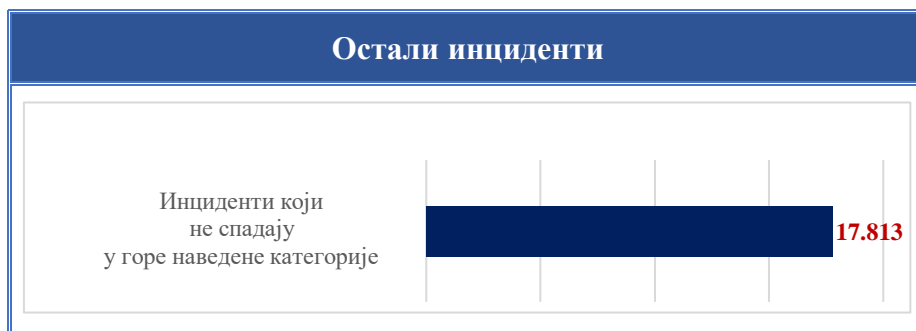 Остали инциденти
Инциденти који
не спадају
у горе наведене категорије
17.813